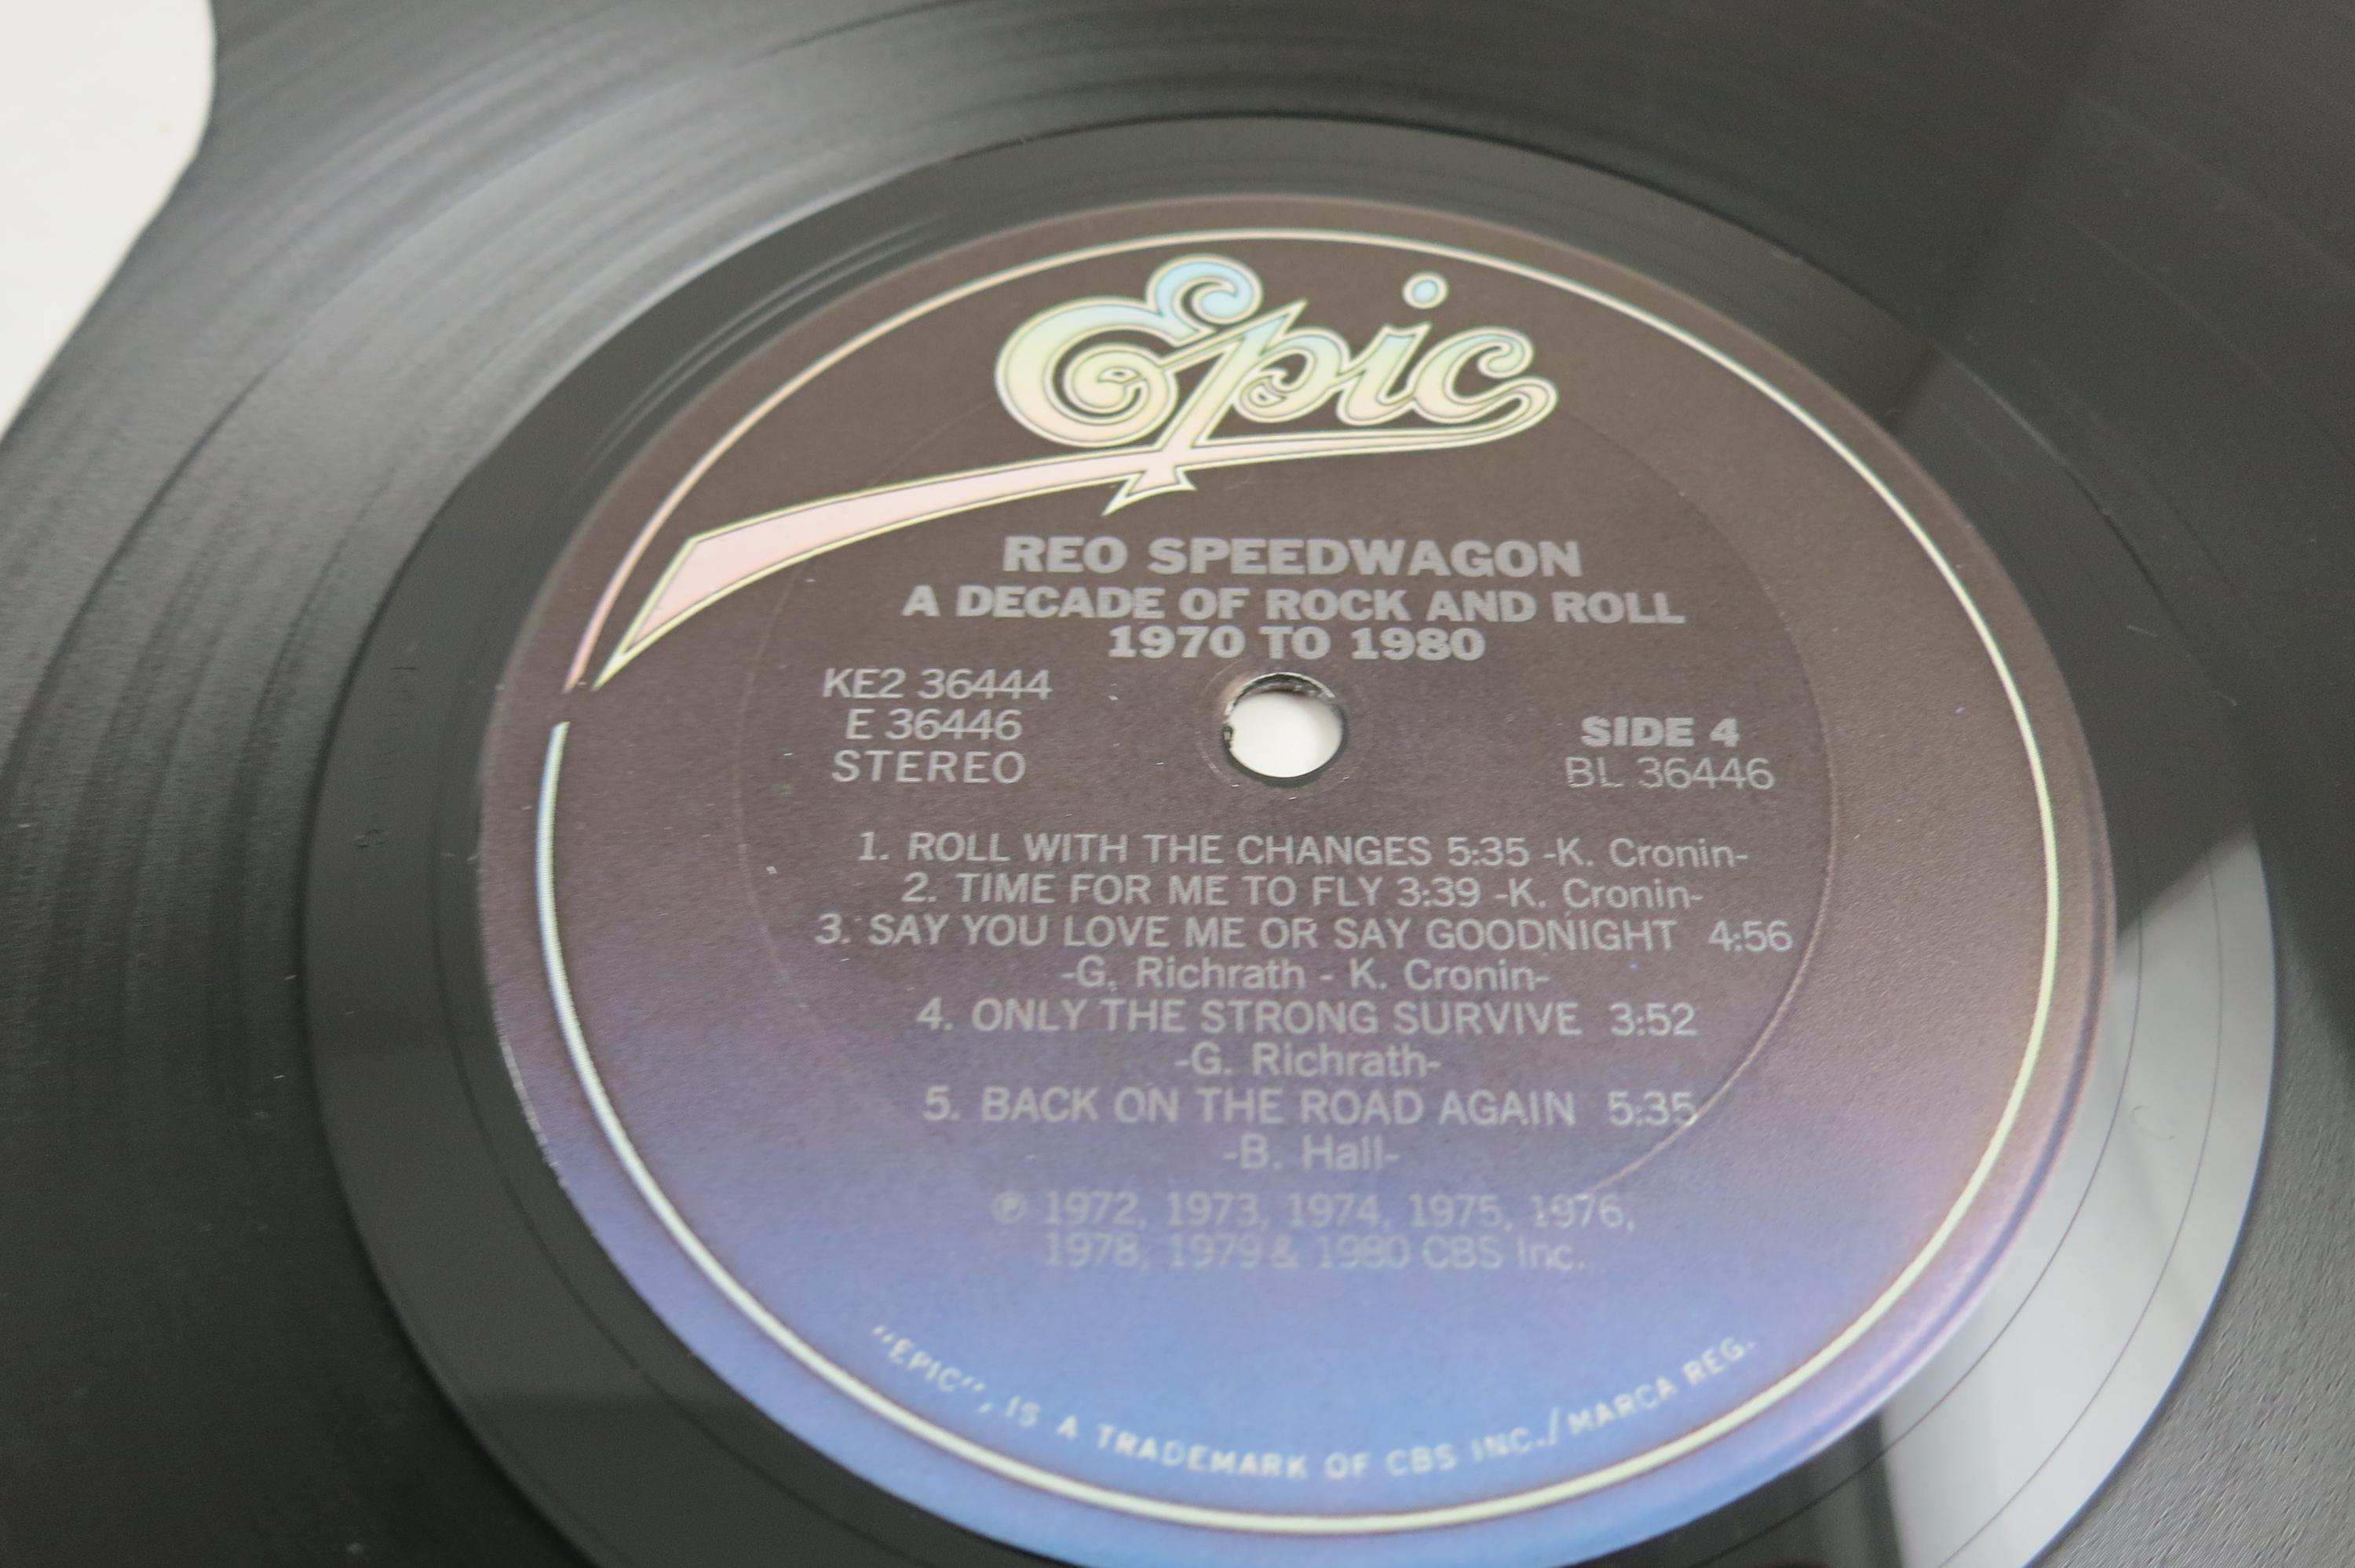 Epic
REO SPEEDWAGON
A DECADE OF ROCK AND ROLL
1970 TO 1980
KE2 36444
E 36446
STEREO
SIDE 4
BL 36446
1. ROLL WITH THE CHANGES 5:35 -K. Cronin-
2. TIME FOR ME TO FLY 3:39 -K. Cronin-
3. SAY YOU LOVE ME OR SAY GOODNIGHT 4:56
-G. Richrath - K. Cronin-
4. ONLY THE STRONG SURVIVE 3:52
-G. Richrath-
5. BACK ON THE ROAD AGAIN 5:35
-B. Hall-
℗ 1972, 1973, 1974, 1975, 1976,
1978, 1979 & 1980 CBS Inc.
"EPIC", IS A TRADEMARK OF CBS INC./MARCA REG.